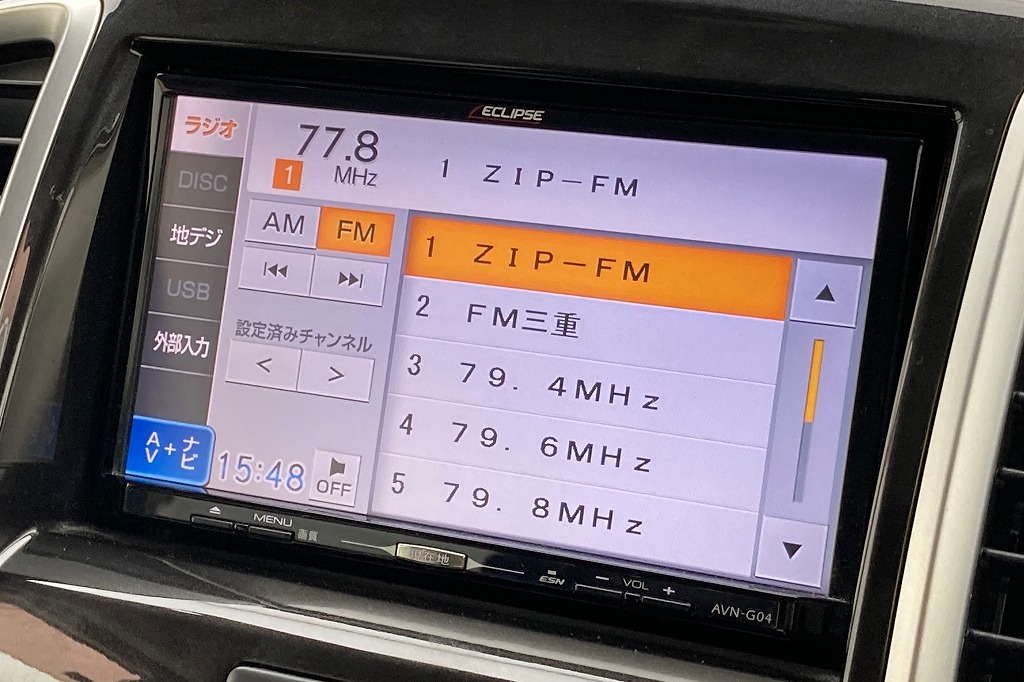 ECLIPSE
ラジオ
77.8
1 MHz
1 ZIP－FM
DISC
地デジ
USB
外部入力
AM FM
設定済みチャンネル
< >
1 ZIP－FM
2 FM三重
3 79．4MHz
4 79．6MHz
5 79．8MHz
AV+ナビ
15:48
OFF
MENU
画質
現在地
ESN
－ VOL ＋
AVN-G04